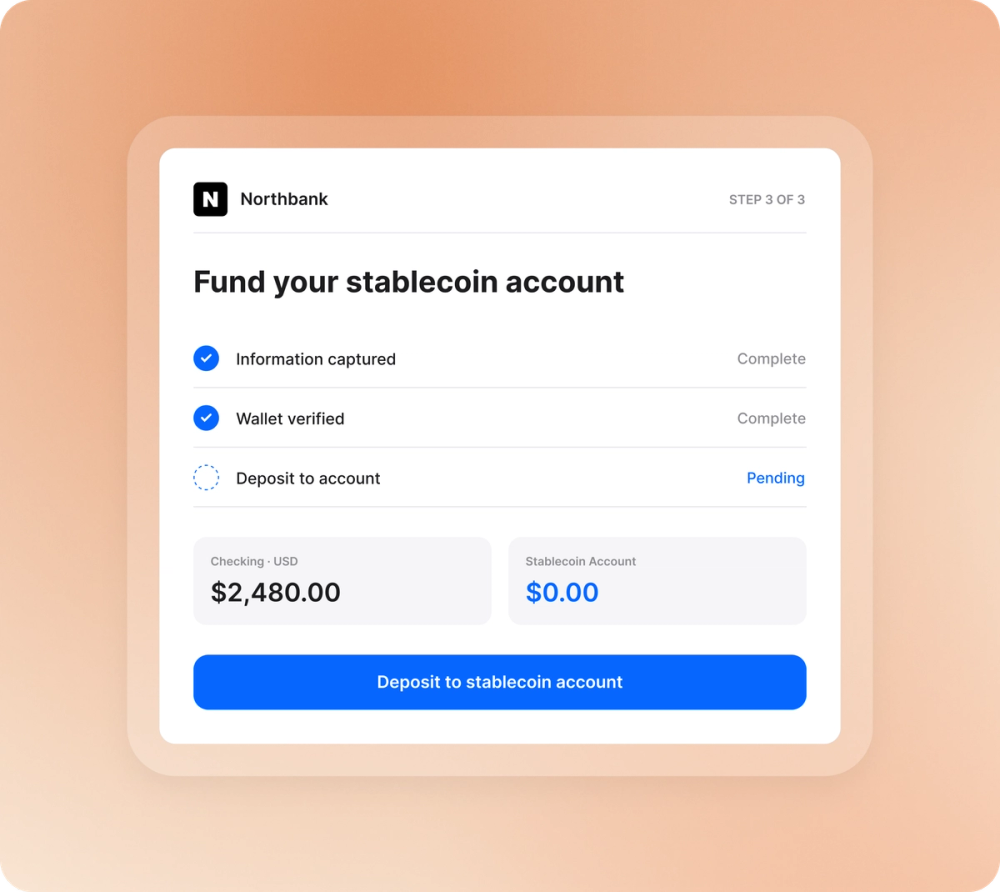 N Northbank
STEP 3 OF 3
Fund your stablecoin account
Information captured
Complete
Wallet verified
Complete
Deposit to account
Pending
Checking · USD
$2,480.00
Stablecoin Account
$0.00
Deposit to stablecoin account